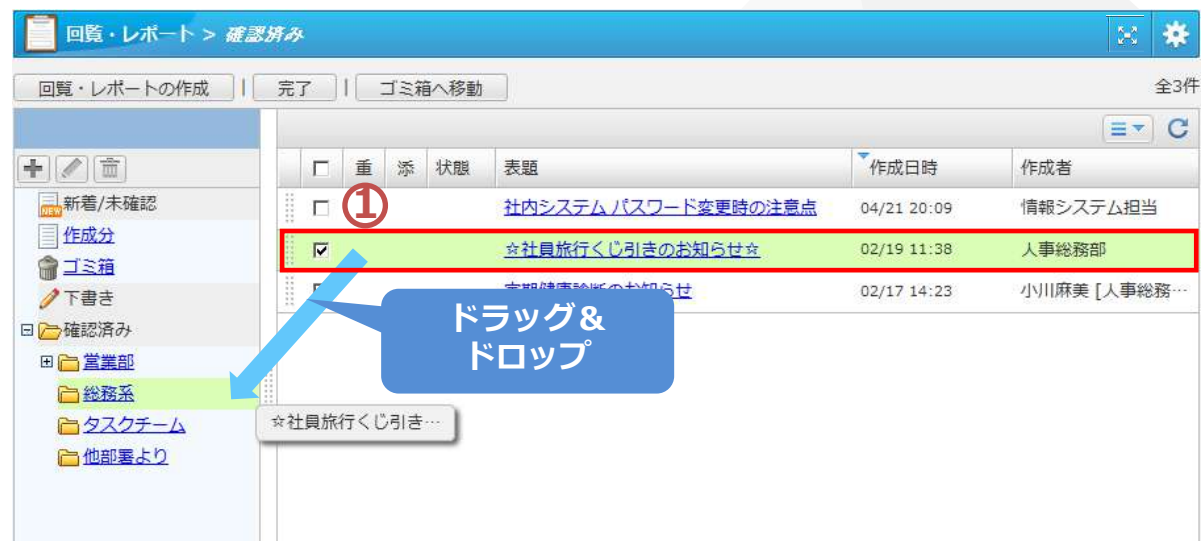 回覧・レポート > 確認済み
回覧・レポートの作成 | 完了 | ゴミ箱へ移動
全3件
重 添 状態 表題 作成日時 作成者
新着/未確認
作成分
ゴミ箱
下書き
確認済み
営業部
総務系
タスクチーム
他部署より
①
社内システム パスワード変更時の注意点 04/21 20:09 情報システム担当
☆社員旅行くじ引きのお知らせ☆ 02/19 11:38 人事総務部
定期健康診断のお知らせ 02/17 14:23 小川麻美 [人事総務…
ドラッグ&
ドロップ
☆社員旅行くじ引き…